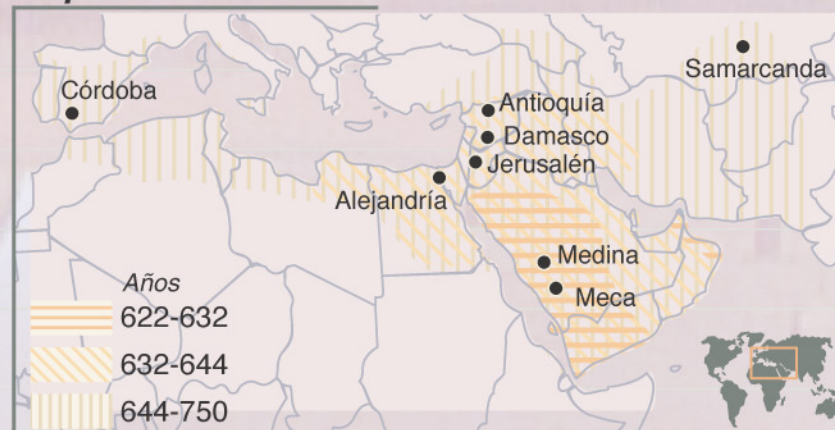 Córdoba
Samarcanda
Antioquía
Damasco
Jerusalén
Alejandría
Medina
Meca
Años
622-632
632-644
644-750